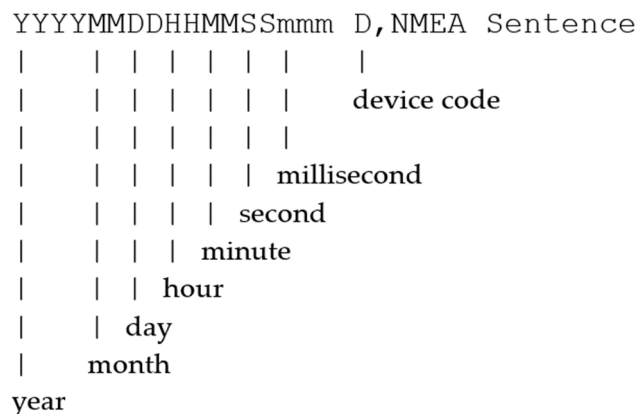 YYYYMMDDHHMMSSmmm D,NMEA Sentence
| | | | | | | |
| | | | | | | device code
| | | | | | |
| | | | | | millisecond
| | | | | second
| | | | minute
| | | hour
| | day
| month
year